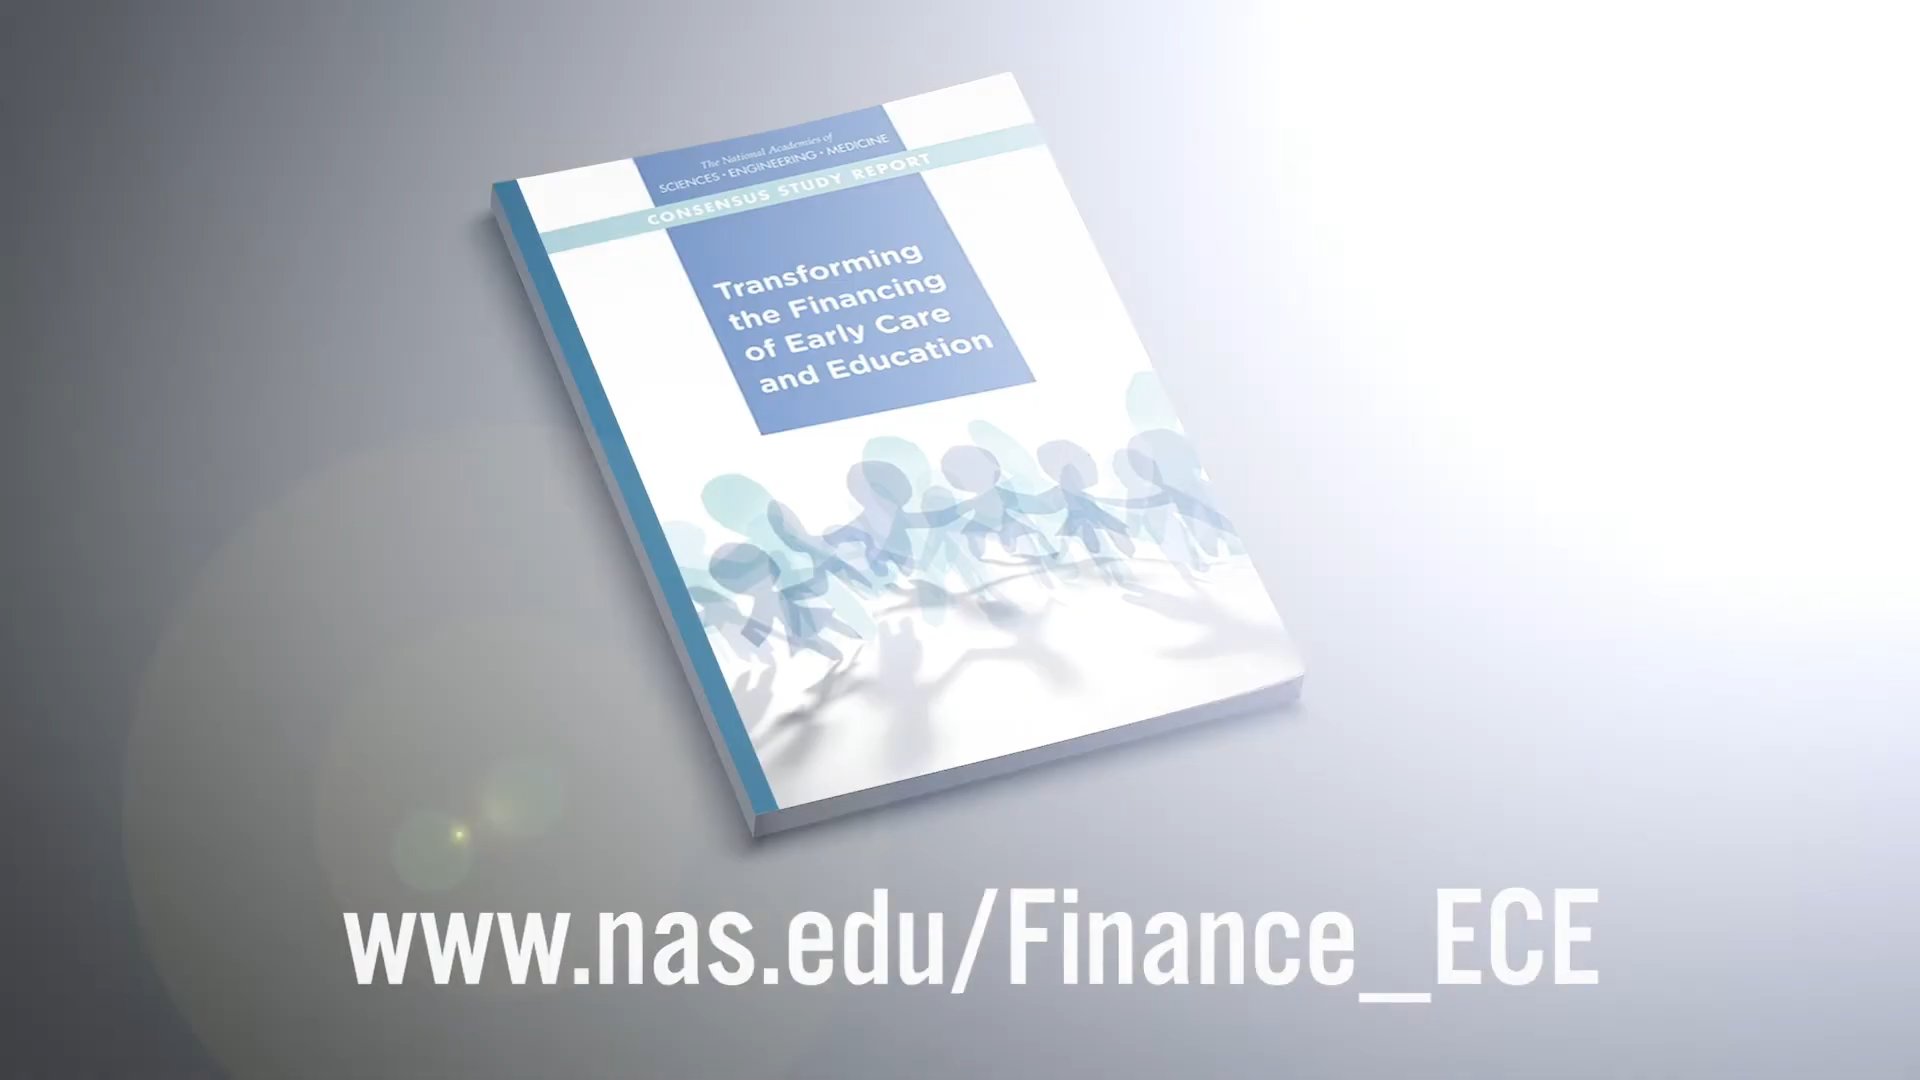 The National Academies of
SCIENCES • ENGINEERING • MEDICINE
CONSENSUS STUDY REPORT
Transforming
the Financing
of Early Care
and Education
www.nas.edu/Finance_ECE